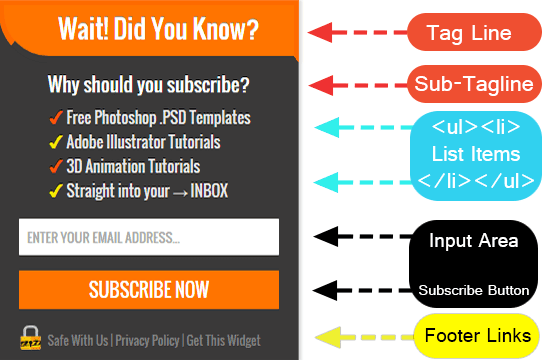 Wait! Did You Know?
Tag Line
Why should you subscribe?
Sub-Tagline
Free Photoshop .PSD Templates
Adobe Illustrator Tutorials
3D Animation Tutorials
Straight into your → INBOX
<ul><li>
List Items
</li></ul>
ENTER YOUR EMAIL ADDRESS...
Input Area
SUBSCRIBE NOW
Subscribe Button
Safe With Us | Privacy Policy | Get This Widget
Footer Links